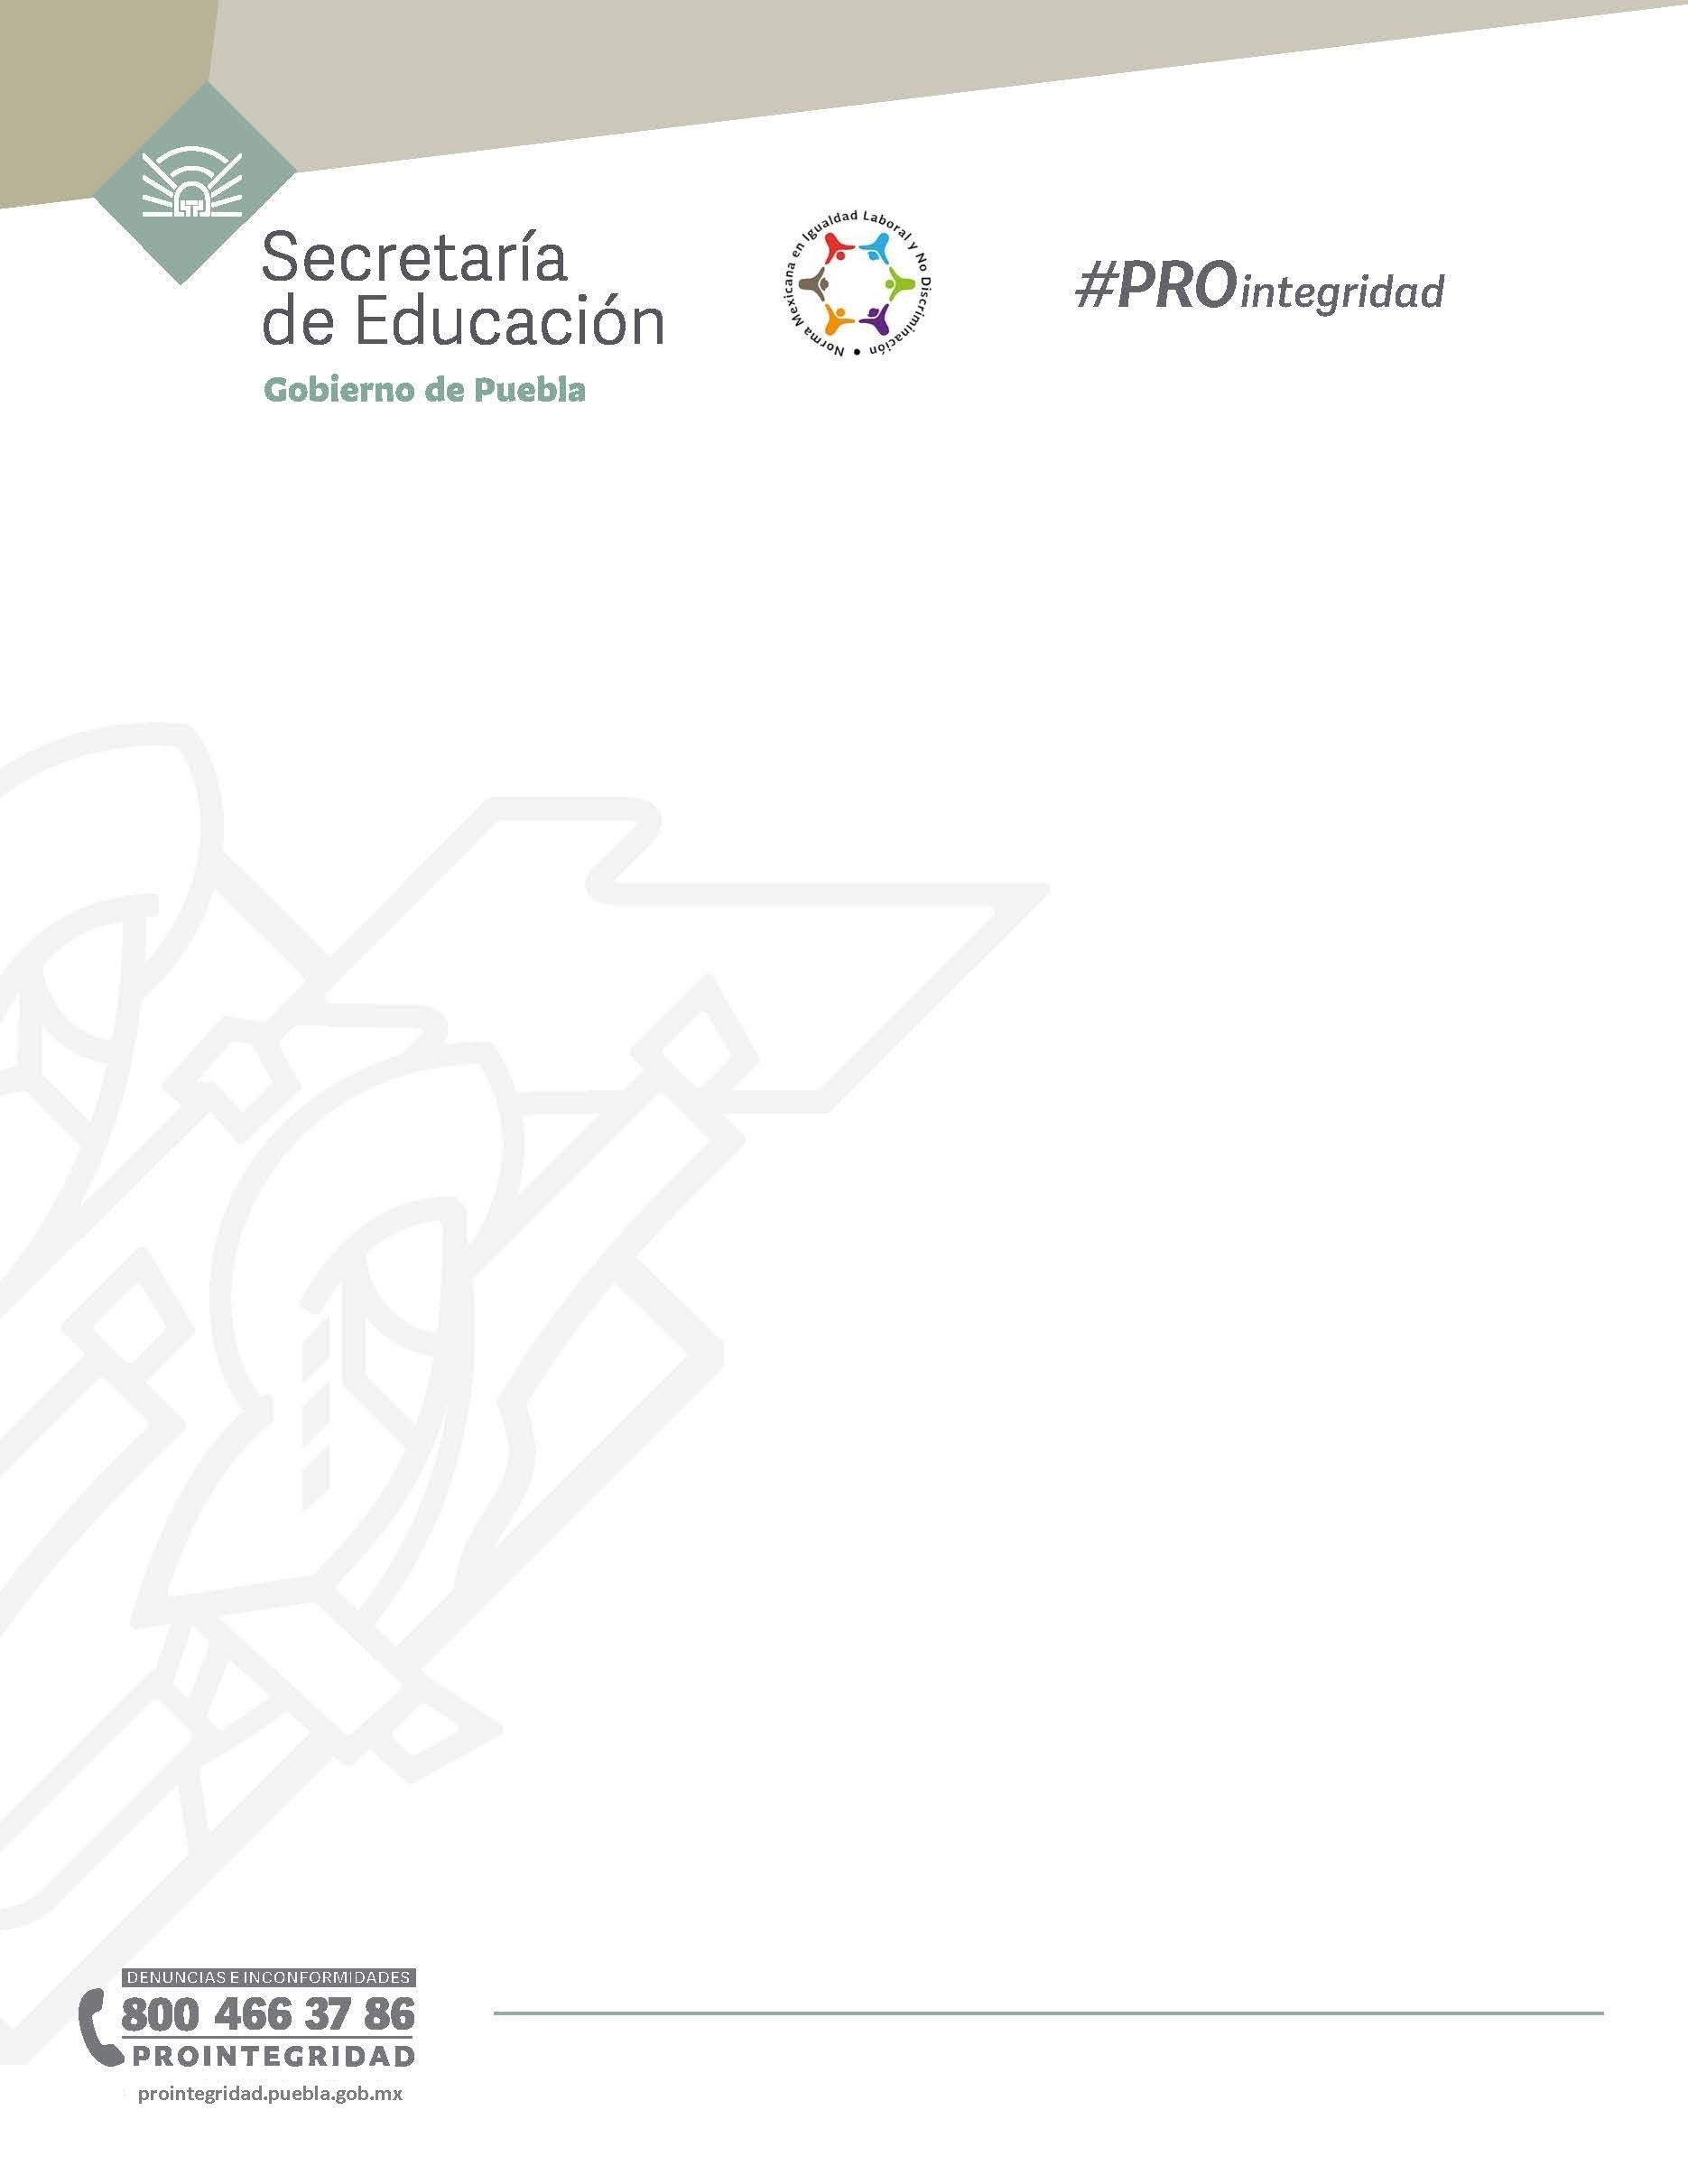 Secretaría
de Educación
Gobierno de Puebla
Norma Mexicana en Igualdad Laboral y No Discriminación •
#PROintegridad
DENUNCIAS E INCONFORMIDADES
800 466 37 86
PROINTEGRIDAD
prointegridad.puebla.gob.mx